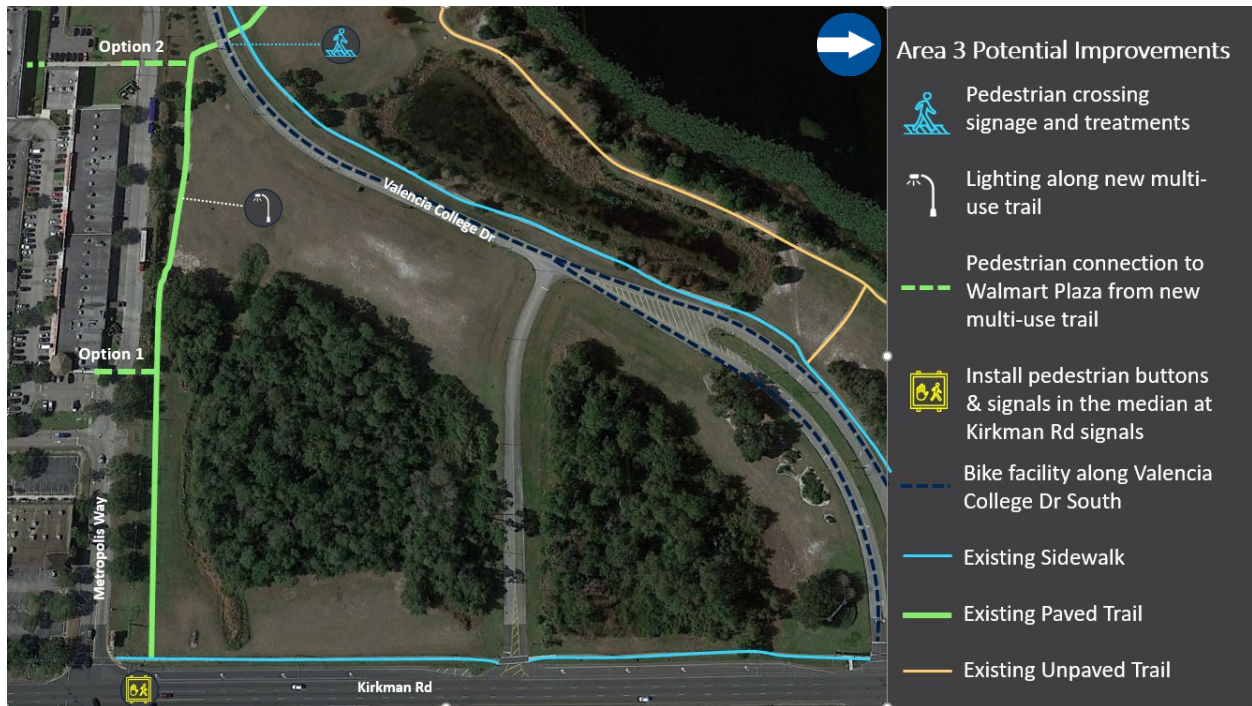 Option 2
Valencia College Dr
Option 1
Metropolis Way
Kirkman Rd
Area 3 Potential Improvements
Pedestrian crossing
signage and treatments
Lighting along new multi-
use trail
Pedestrian connection to
Walmart Plaza from new
multi-use trail
Install pedestrian buttons
& signals in the median at
Kirkman Rd signals
Bike facility along Valencia
College Dr South
Existing Sidewalk
Existing Paved Trail
Existing Unpaved Trail